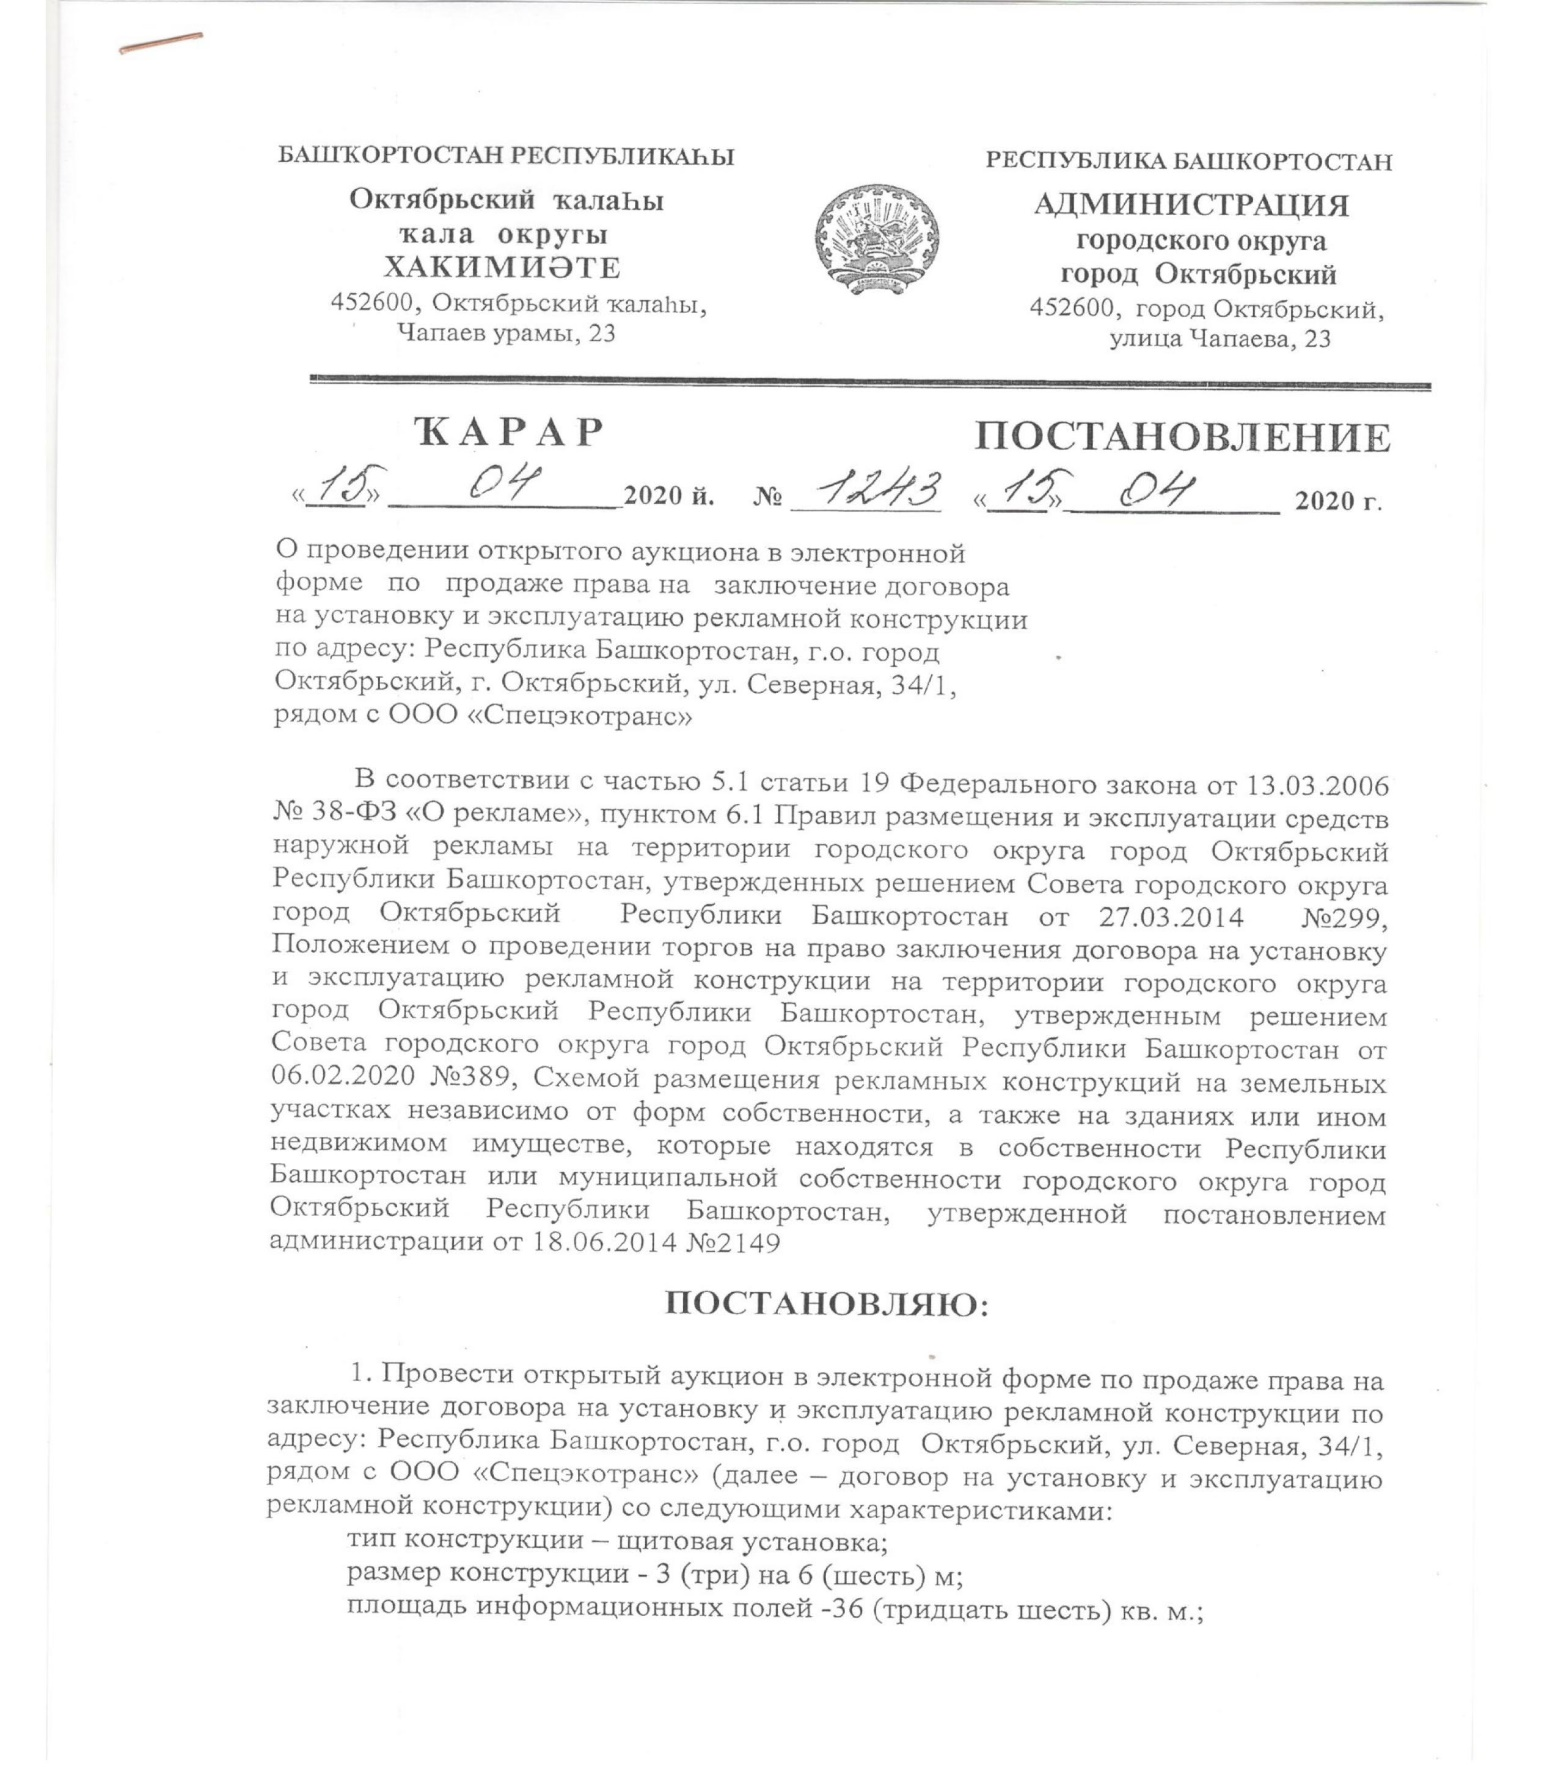 БАШҠОРТОСТАН РЕСПУБЛИКАҺЫ
Октябрьский ҡалаҺы
ҡала округы
ХАКИМИӘТЕ
452600, Октябрьский ҡалаһы,
Чапаев урамы, 23
РЕСПУБЛИКА БАШКОРТОСТАН
АДМИНИСТРАЦИЯ
городского округа
город Октябрьский
452600, город Октябрьский,
улица Чапаева, 23
ҠАРАР
ПОСТАНОВЛЕНИЕ
«15» 04 2020 й. № 1243 «15» 04 2020 г.
О проведении открытого аукциона в электронной
форме по продаже права на заключение договора
на установку и эксплуатацию рекламной конструкции
по адресу: Республика Башкортостан, г.о. город
Октябрьский, г. Октябрьский, ул. Северная, 34/1,
рядом с ООО «Спецэкотранс»
В соответствии с частью 5.1 статьи 19 Федерального закона от 13.03.2006
№ 38-ФЗ «О рекламе», пунктом 6.1 Правил размещения и эксплуатации средств
наружной рекламы на территории городского округа город Октябрьский
Республики Башкортостан, утвержденных решением Совета городского округа
город Октябрьский Республики Башкортостан от 27.03.2014 №299,
Положением о проведении торгов на право заключения договора на установку
и эксплуатацию рекламной конструкции на территории городского округа
город Октябрьский Республики Башкортостан, утвержденным решением
Совета городского округа город Октябрьский Республики Башкортостан от
06.02.2020 №389, Схемой размещения рекламных конструкций на земельных
участках независимо от форм собственности, а также на зданиях или ином
недвижимом имуществе, которые находятся в собственности Республики
Башкортостан или муниципальной собственности городского округа город
Октябрьский Республики Башкортостан, утвержденной постановлением
администрации от 18.06.2014 №2149
ПОСТАНОВЛЯЮ:
1. Провести открытый аукцион в электронной форме по продаже права на
заключение договора на установку и эксплуатацию рекламной конструкции по
адресу: Республика Башкортостан, г.о. город Октябрьский, ул. Северная, 34/1,
рядом с ООО «Спецэкотранс» (далее – договор на установку и эксплуатацию
рекламной конструкции) со следующими характеристиками:
тип конструкции – щитовая установка;
размер конструкции - 3 (три) на 6 (шесть) м;
площадь информационных полей -36 (тридцать шесть) кв. м.;